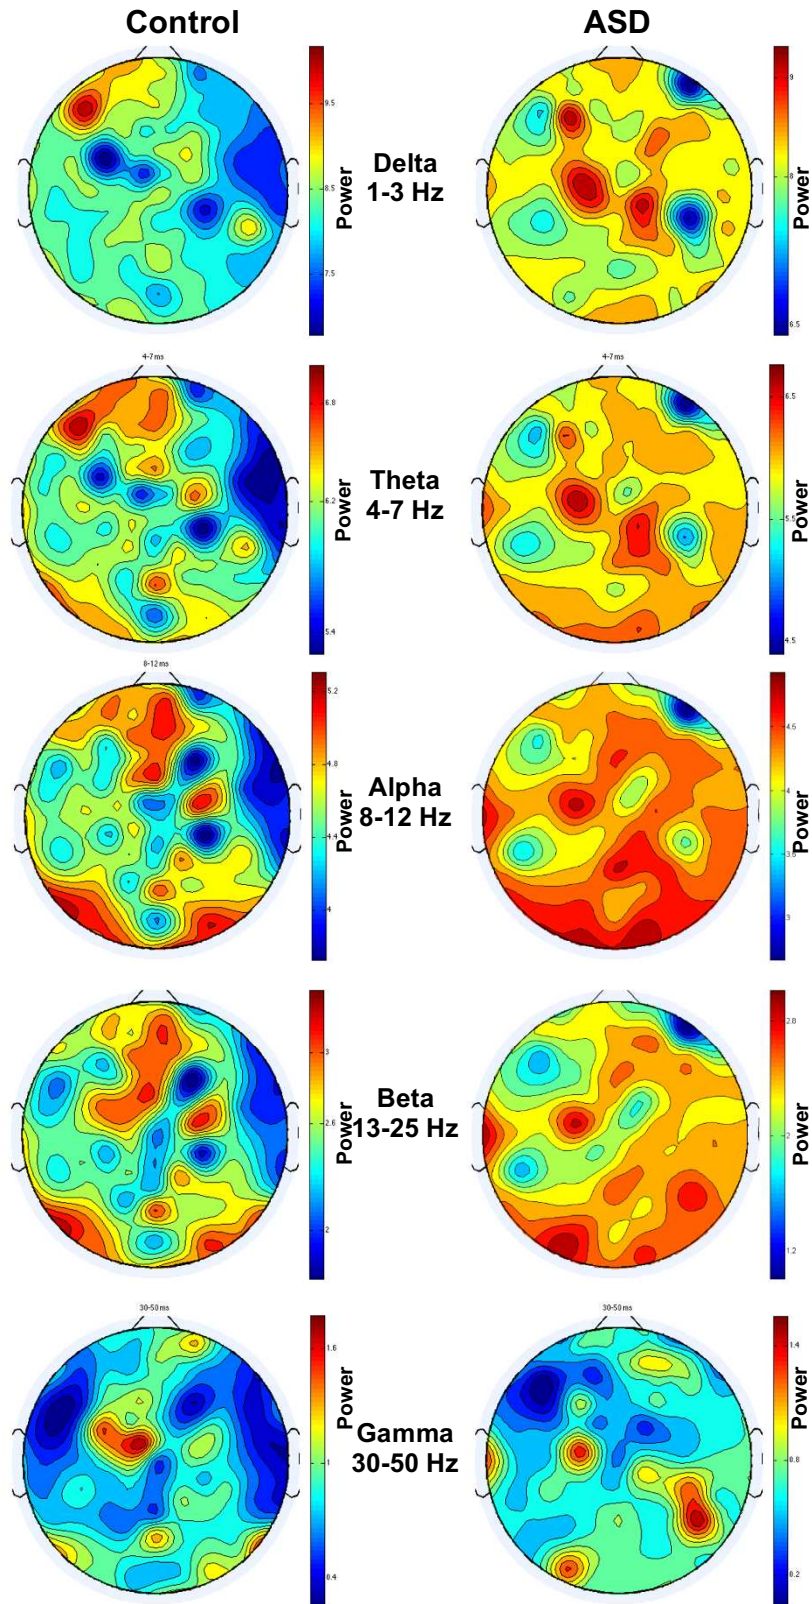 Control
ASD
9.5
8.5
7.5
Power
Delta
1-3 Hz
9
8
6.5
Power
4-7 ms
6.8
6.2
5.4
Power
Theta
4-7 Hz
4-7 ms
6.5
5.5
4.5
Power
8-12 ms
5.2
4.8
4.4
4
Power
Alpha
8-12 Hz
4.5
4
3.5
3
Power
3
2.6
2
Power
Beta
13-25 Hz
2.8
2
1.2
Power
30-50 ms
1.6
1
0.4
Power
Gamma
30-50 Hz
30-50 ms
1.4
0.8
0.2
Power